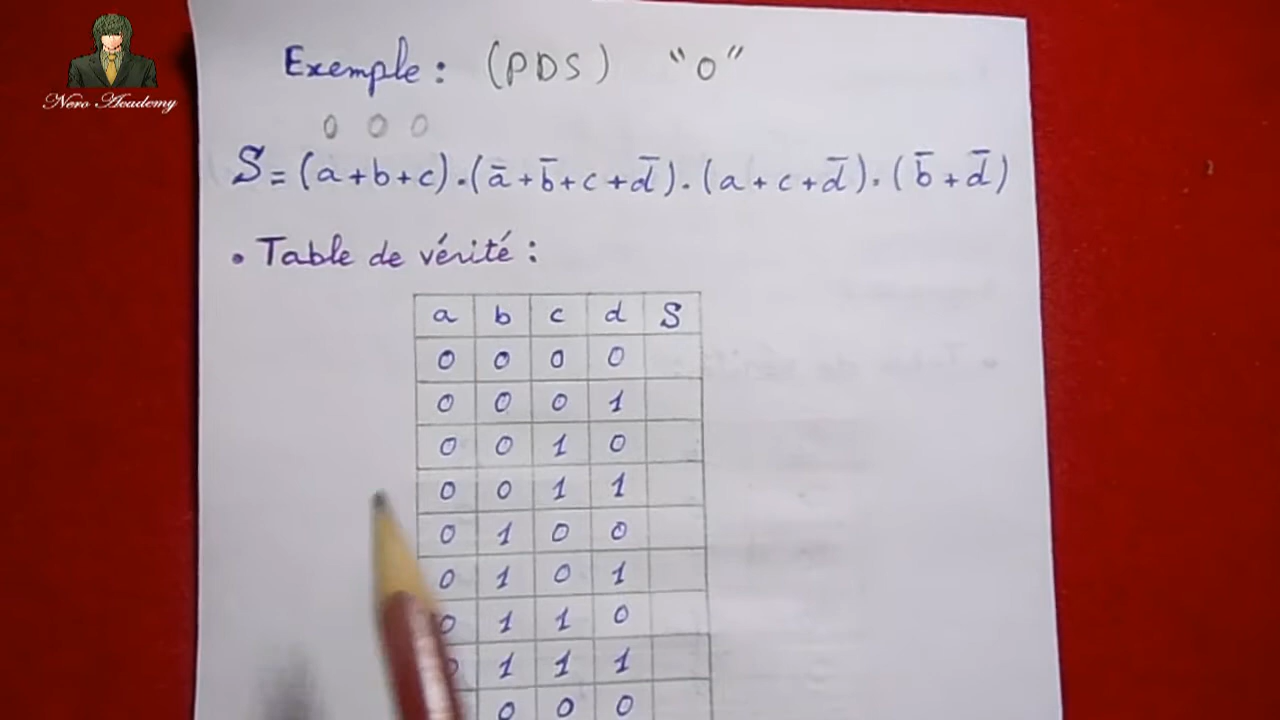 Nero Academy
Exemple : (PDS) "0"
0 0 0
S = (a + b + c) . (a̅ + b̅ + c + d̅) . (a + c + d̅) . (b̅ + d̅)
• Table de vérité :
a b c d S
0 0 0 0
0 0 0 1
0 0 1 0
0 0 1 1
0 1 0 0
0 1 0 1
0 1 1 0
0 1 1 1
0 0 0